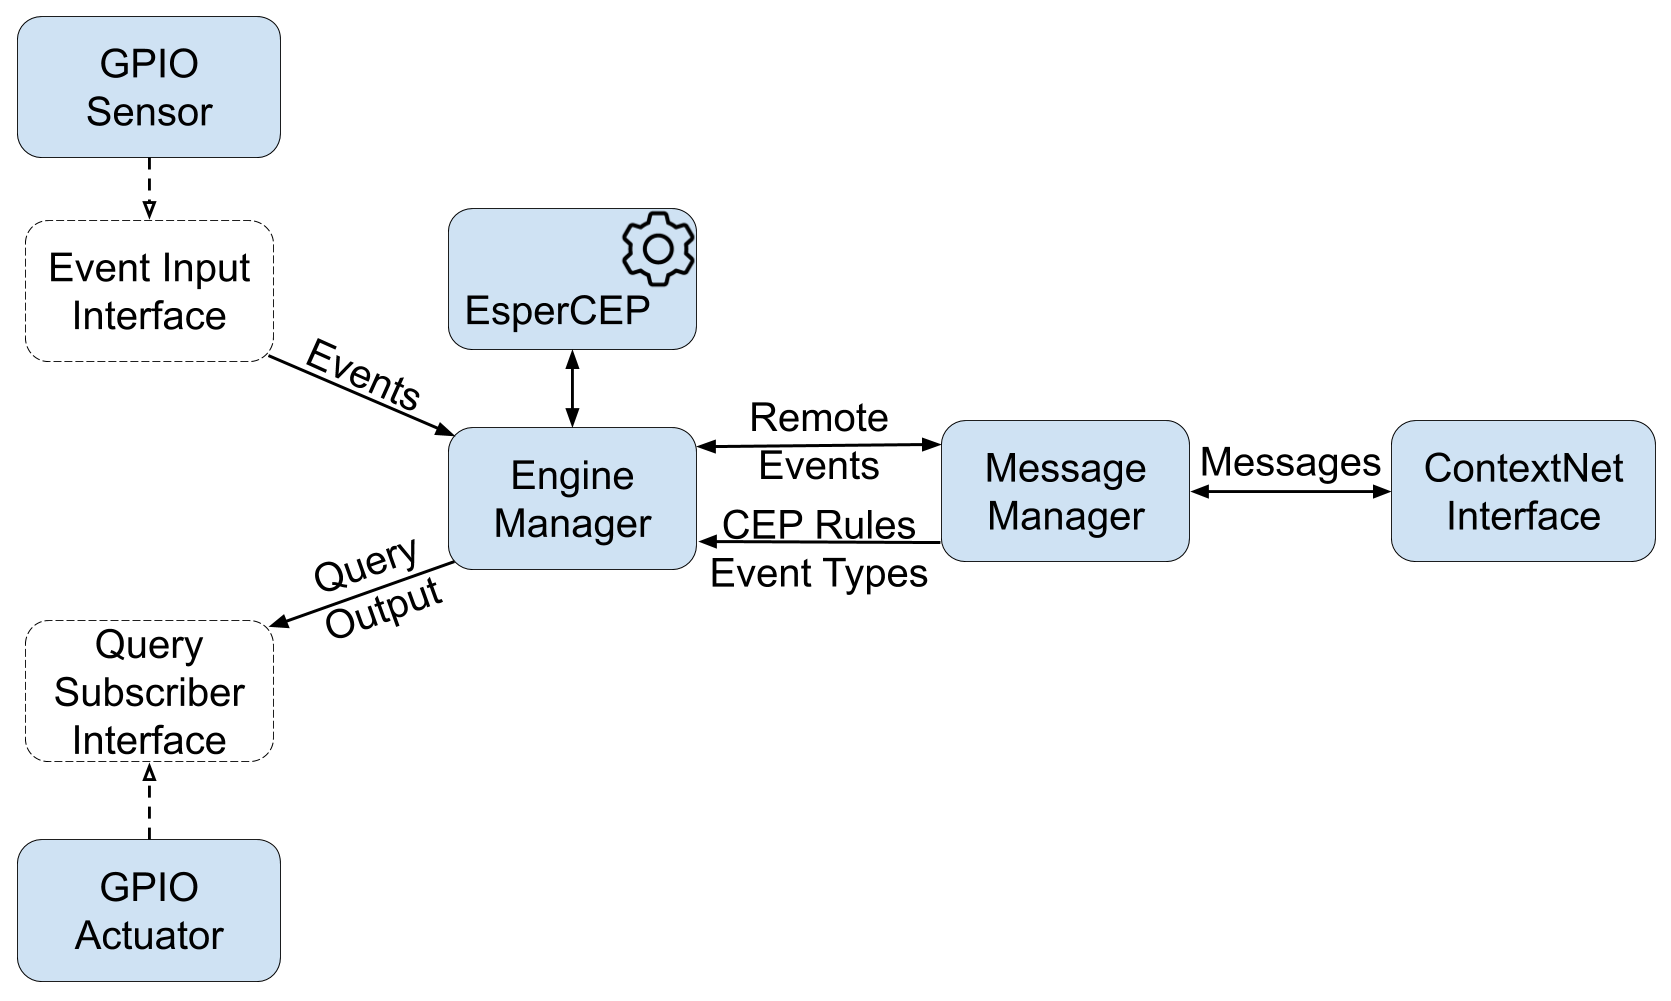 GPIO
Sensor
Event Input
Interface
EsperCEP
Events
Engine
Manager
Remote
Events
CEP Rules
Event Types
Message
Manager
Messages
ContextNet
Interface
Query
Output
Query
Subscriber
Interface
GPIO
Actuator